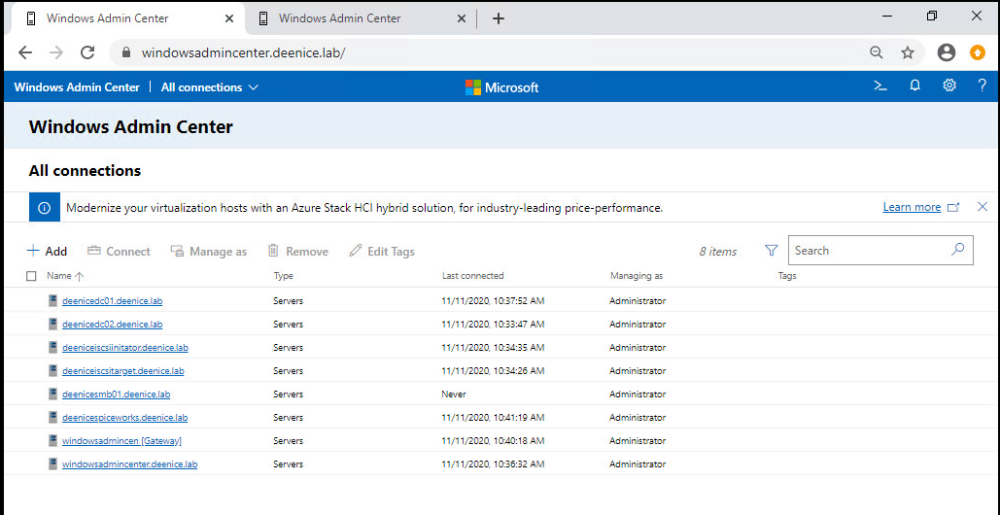 Windows Admin Center
Windows Admin Center
windowsadmincenter.deenice.lab/
Windows Admin Center | All connections
Microsoft
?
Windows Admin Center
All connections
Modernize your virtualization hosts with an Azure Stack HCI hybrid solution, for industry-leading price-performance. Learn more
Add Connect Manage as Remove Edit Tags 8 items Search
Name Type Last connected Managing as Tags
deenicedc01.deenice.lab Servers 11/11/2020, 10:37:52 AM Administrator
deenicedc02.deenice.lab Servers 11/11/2020, 10:33:47 AM Administrator
deeniceiscsiinitator.deenice.lab Servers 11/11/2020, 10:34:35 AM Administrator
deeniceiscsitarget.deenice.lab Servers 11/11/2020, 10:34:26 AM Administrator
deenicesmb01.deenice.lab Servers Never Administrator
deenicespiceworks.deenice.lab Servers 11/11/2020, 10:41:19 AM Administrator
windowsadmincen [Gateway] Servers 11/11/2020, 10:40:18 AM Administrator
windowsadmincenter.deenice.lab Servers 11/11/2020, 10:36:32 AM Administrator